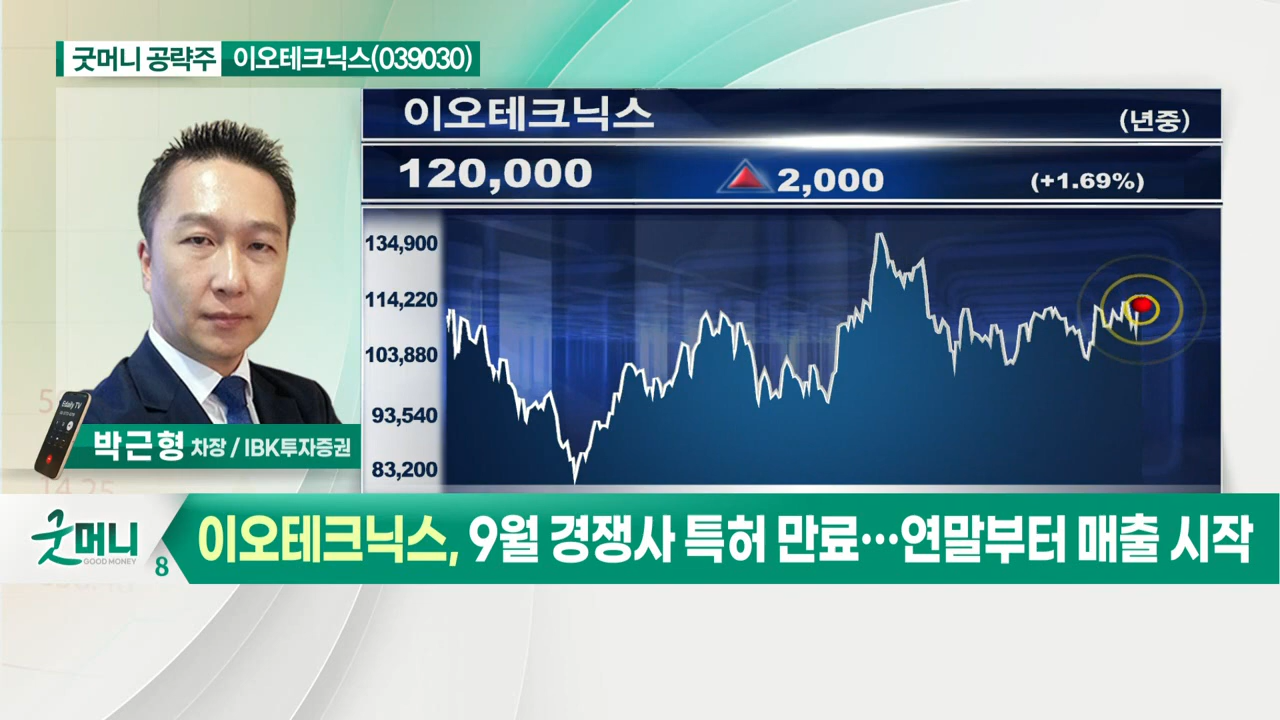 굿머니 공략주 이오테크닉스(039030)
이오테크닉스 (년중)
120,000 2,000 (+1.69%)
134,900
114,220
103,880
93,540
83,200
Edaily TV
박근형 차장 / IBK투자증권
14.25
굿머니
GOOD MONEY
8
이오테크닉스, 9월 경쟁사 특허 만료…연말부터 매출 시작